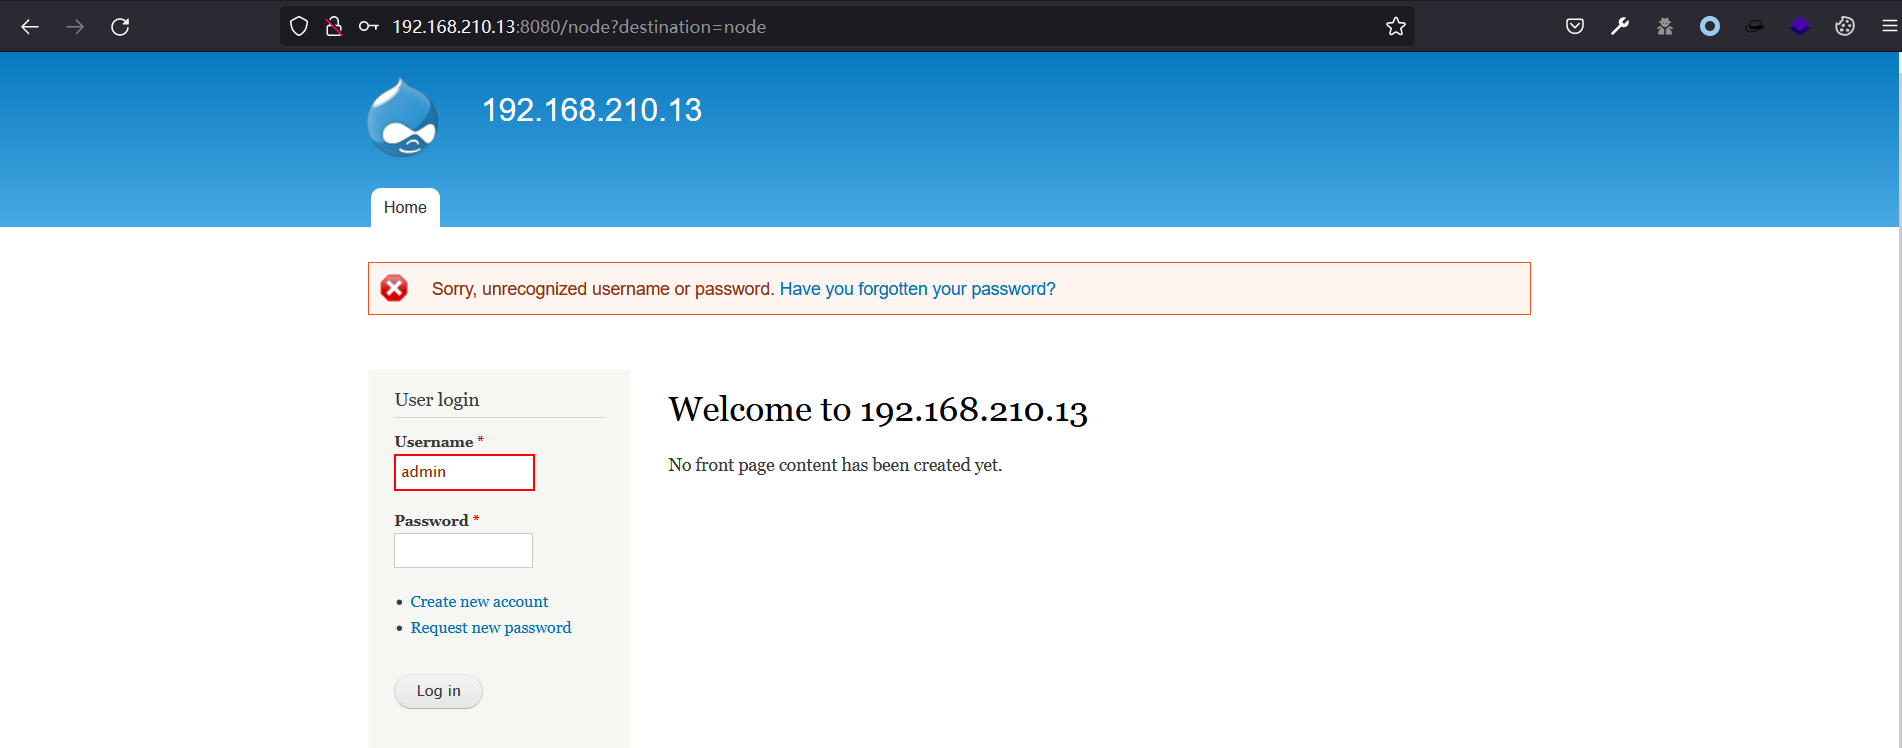 192.168.210.13:8080/node?destination=node
192.168.210.13
Home
Sorry, unrecognized username or password. Have you forgotten your password?
User login
Username *
admin
Password *
Create new account
Request new password
Log in
Welcome to 192.168.210.13
No front page content has been created yet.